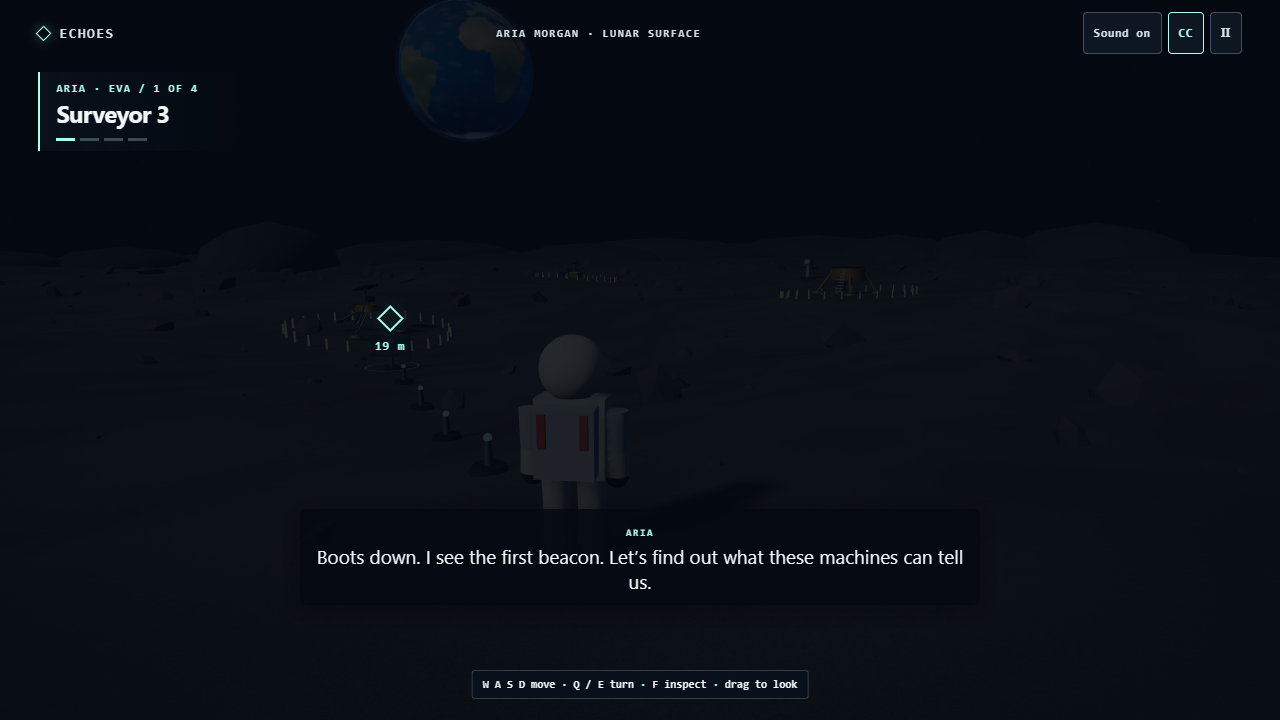 ECHOES
ARIA MORGAN · LUNAR SURFACE
Sound on
CC
II
ARIA · EVA / 1 OF 4
Surveyor 3
19 m
ARIA
Boots down. I see the first beacon. Let's find out what these machines can tell
us.
W A S D move · Q / E turn · F inspect · drag to look